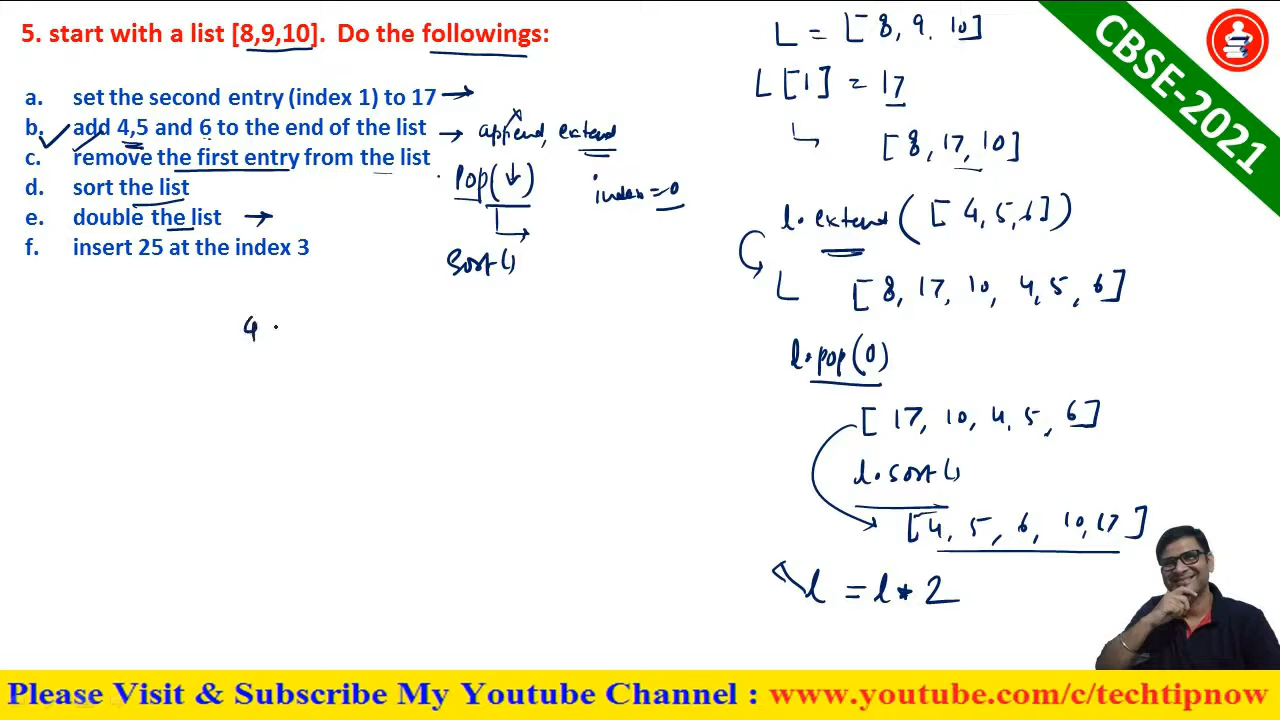 5. start with a list [8,9,10]. Do the followings:
a. set the second entry (index 1) to 17 →
b. add 4,5 and 6 to the end of the list → append, extend
c. remove the first entry from the list
pop(↓) index=0
d. sort the list
e. double the list →
sort()
f. insert 25 at the index 3
4 .
L = [8, 9, 10]
L[1] = 17
[8, 17, 10]
l.extend([4, 5, 6])
L [8, 17, 10, 4, 5, 6]
l.pop(0)
[17, 10, 4, 5, 6]
l.sort()
[4, 5, 6, 10, 17]
l = l * 2
CBSE-2021
Please Visit & Subscribe My Youtube Channel : www.youtube.com/c/techtipnow